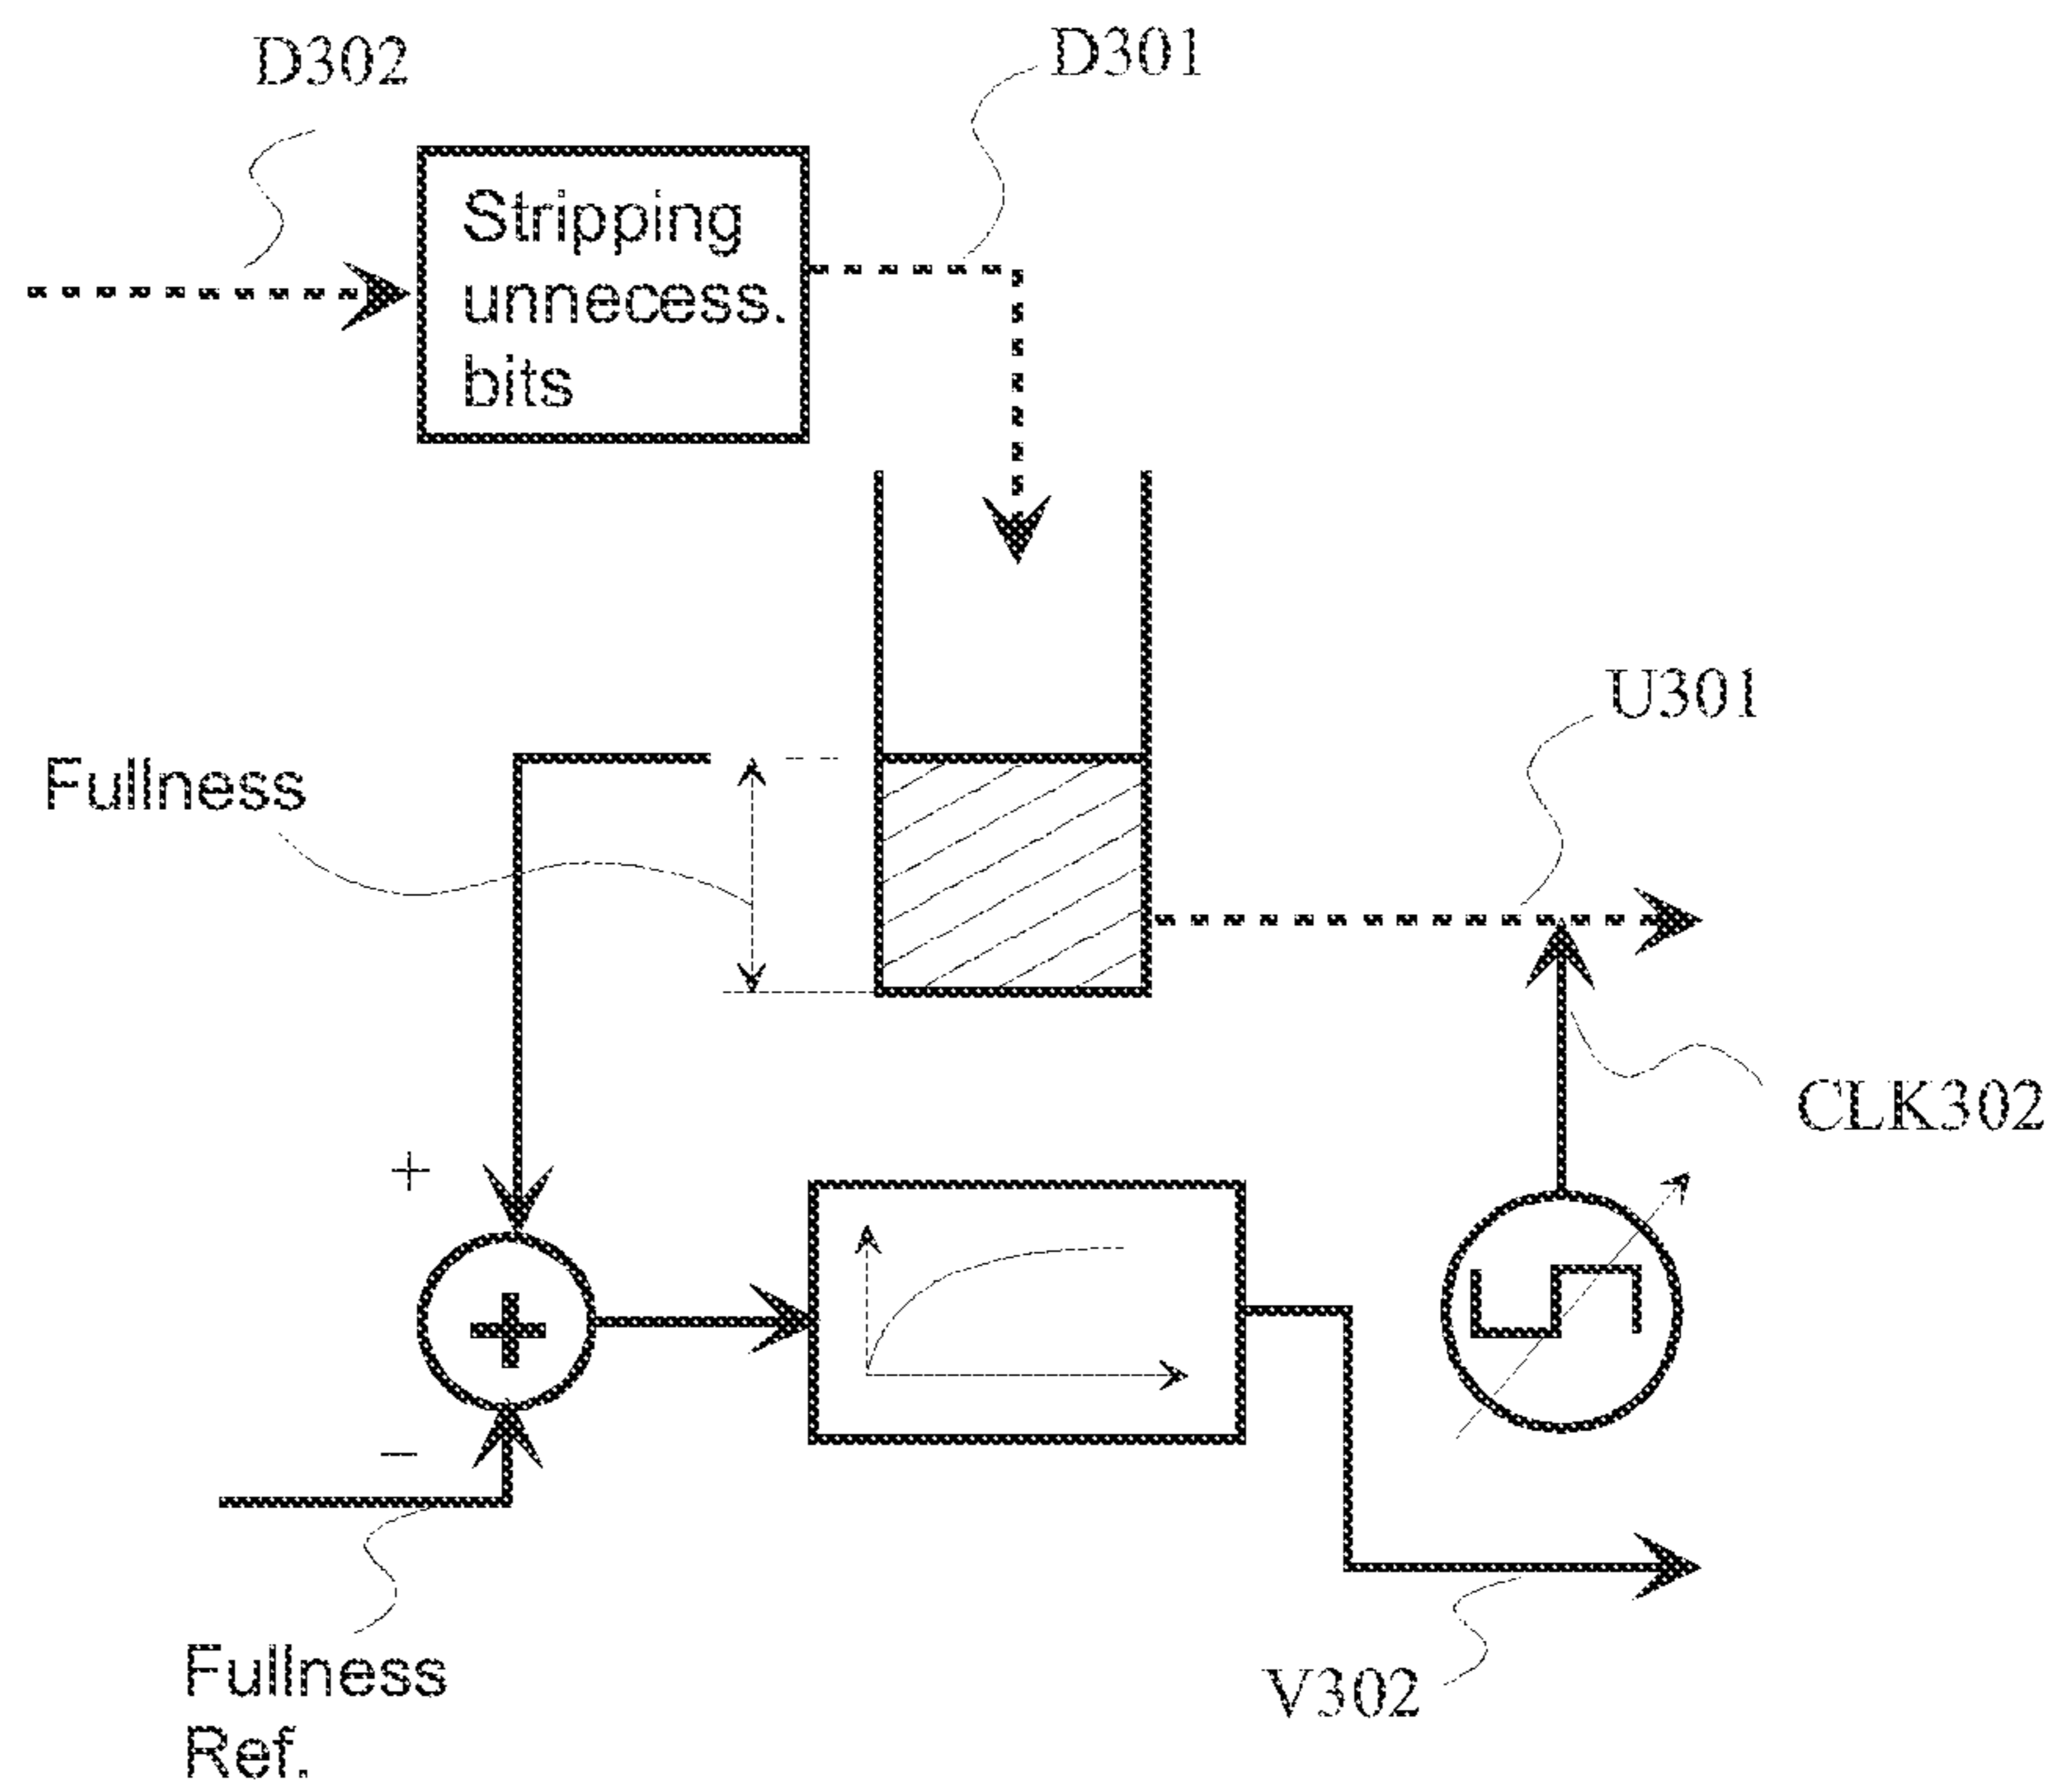 D302
D301
Stripping
unnecess.
bits
U301
Fullness
CLK302
+
+
–
Fullness
Ref.
V302